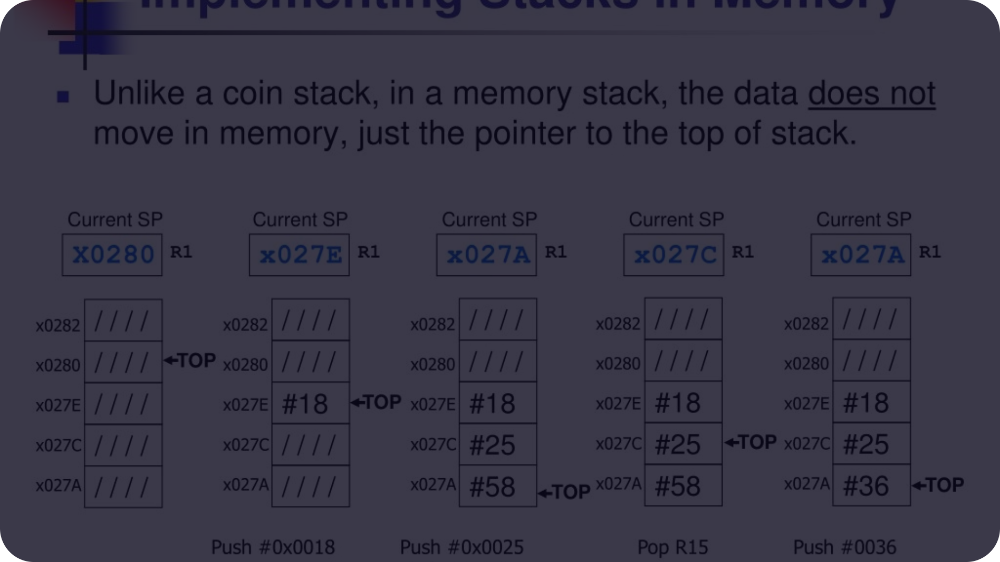 Implementing Stacks in Memory
Unlike a coin stack, in a memory stack, the data does not
move in memory, just the pointer to the top of stack.
Current SP Current SP Current SP Current SP Current SP
X0280 R1 x027E R1 x027A R1 x027C R1 x027A R1
x0282 //// x0282 //// x0282 //// x0282 //// x0282 ////
x0280 //// ←TOP x0280 //// x0280 //// x0280 //// x0280 ////
x027E //// x027E #18 ←TOP x027E #18 x027E #18 x027E #18
x027C //// x027C //// x027C #25 x027C #25 ←TOP x027C #25
x027A //// x027A //// x027A #58 ←TOP x027A #58 x027A #36 ←TOP
Push #0x0018 Push #0x0025 Pop R15 Push #0036